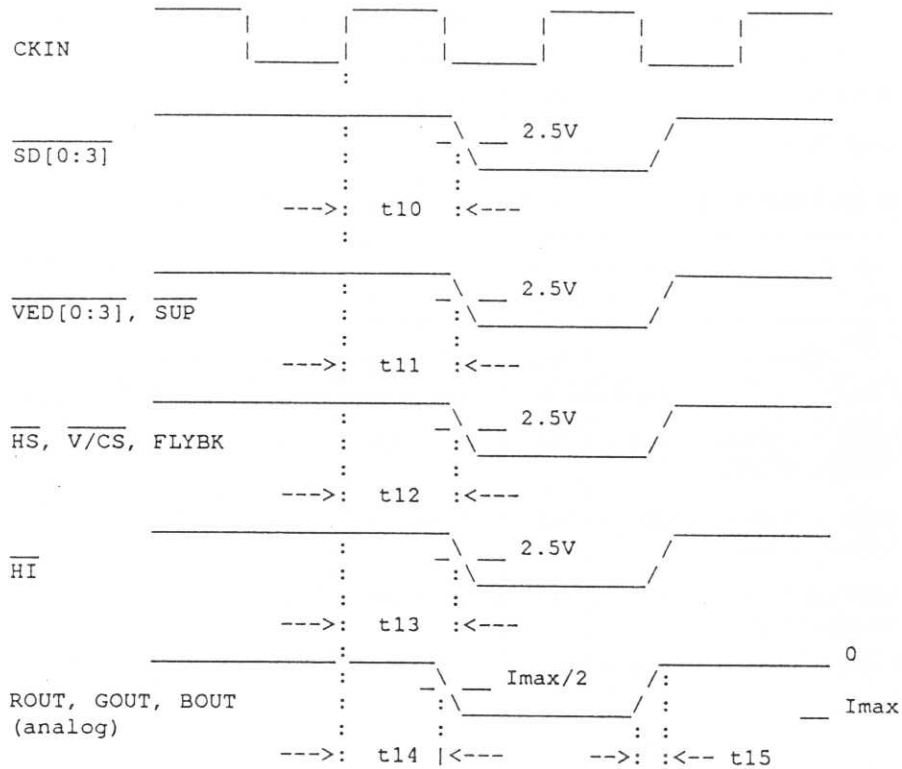 CKIN
SD[0:3]
2.5V
t10
VED[0:3], SUP
2.5V
t11
HS, V/CS, FLYBK
2.5V
t12
HI
2.5V
t13
ROUT, GOUT, BOUT
(analog)
Imax/2
0
Imax
t14
t15